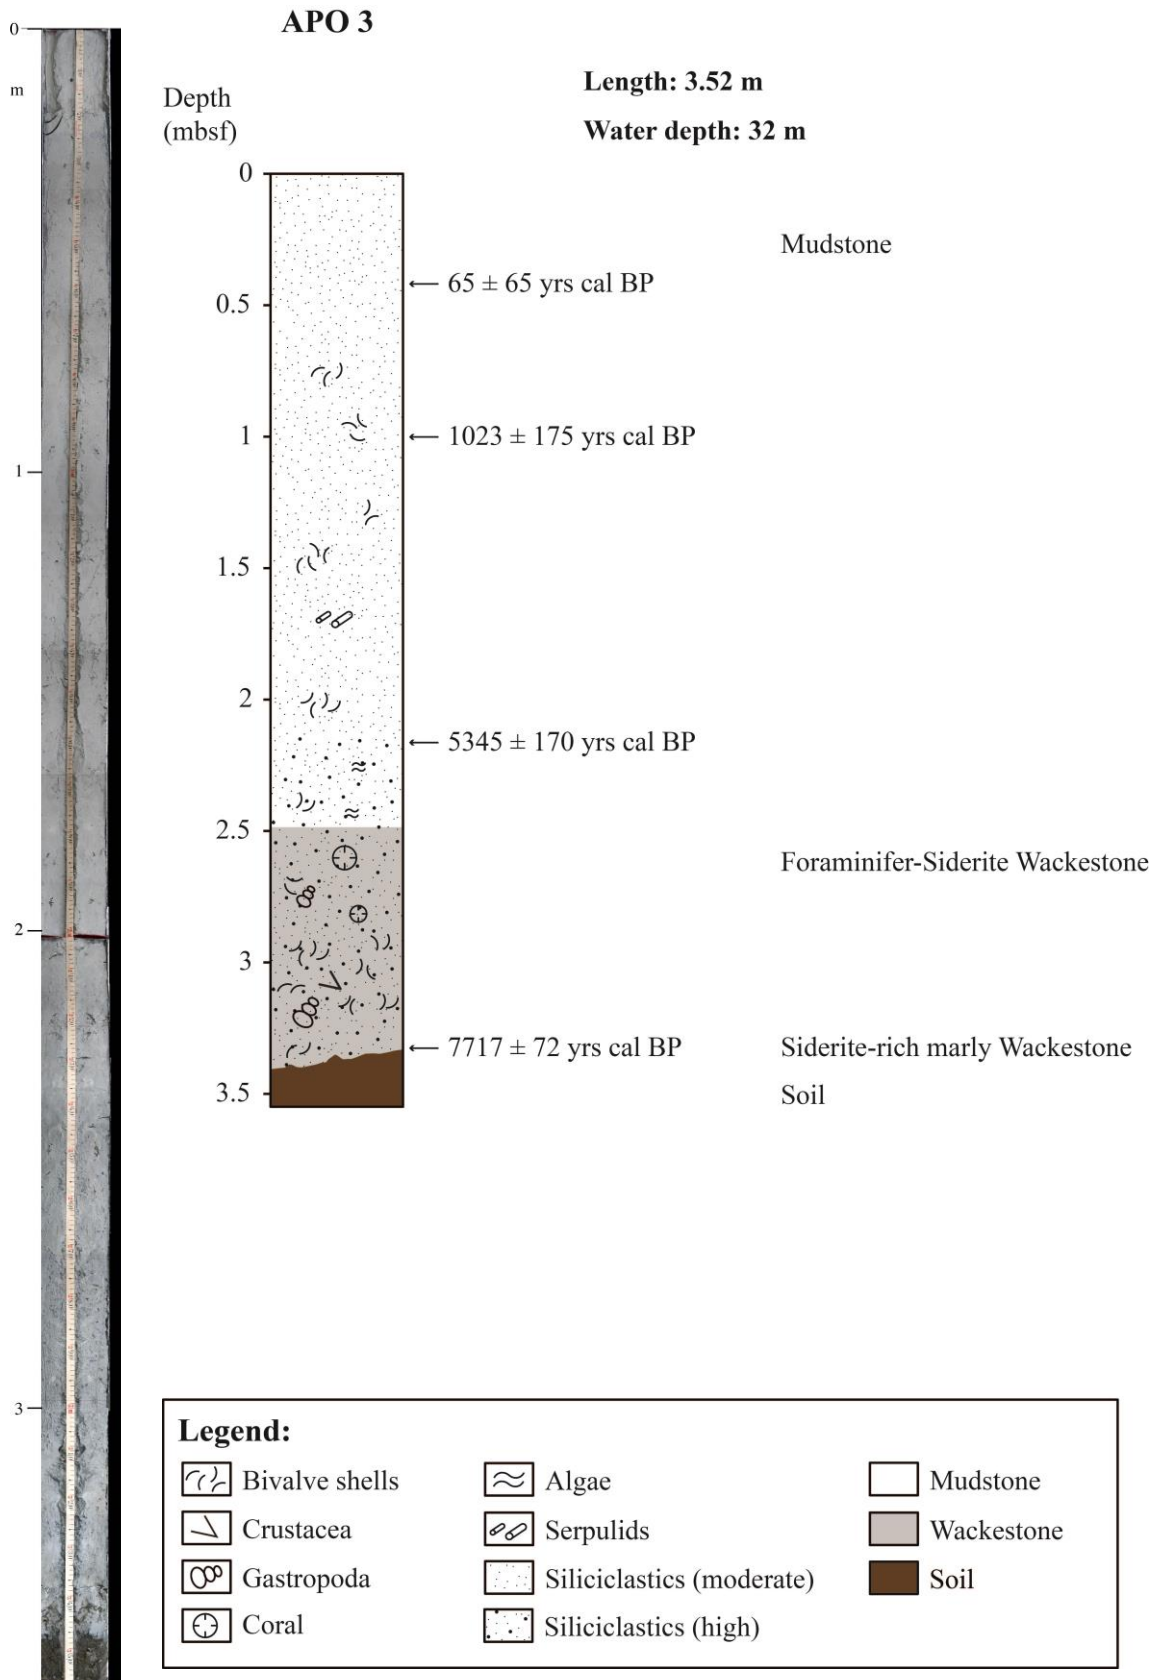 APO 3
0
m
1
2
3
Length: 3.52 m
Water depth: 32 m
Depth
(mbsf)
0
Mudstone
← 65 ± 65 yrs cal BP
0.5
1
← 1023 ± 175 yrs cal BP
1.5
2
← 5345 ± 170 yrs cal BP
2.5
Foraminifer-Siderite Wackestone
3
← 7717 ± 72 yrs cal BP
Siderite-rich marly Wackestone
3.5
Soil
Legend:
Bivalve shells
Crustacea
Gastropoda
Coral
Algae
Serpulids
Siliciclastics (moderate)
Siliciclastics (high)
Mudstone
Wackestone
Soil